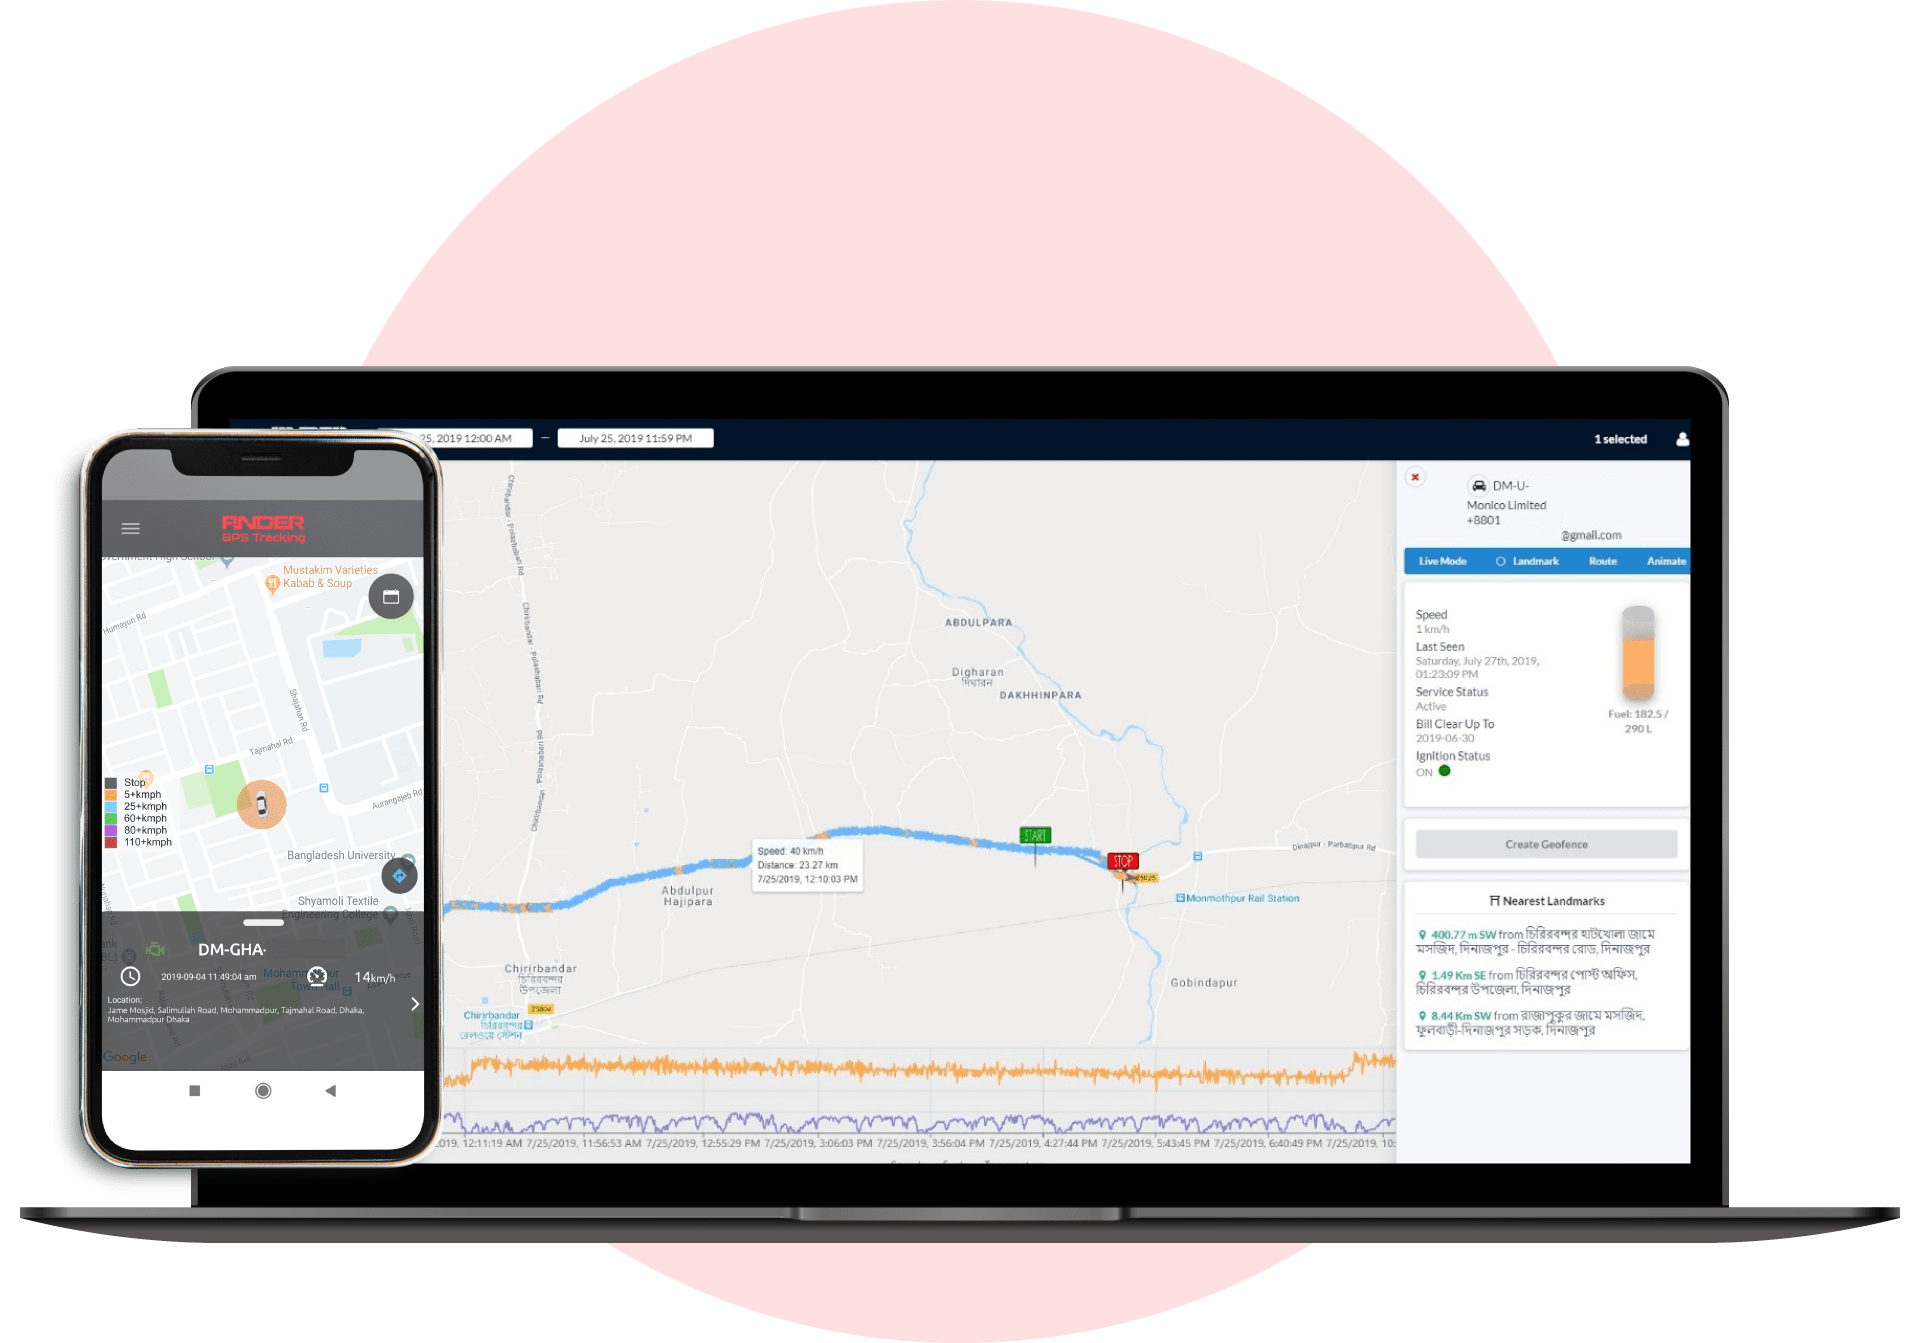 25, 2019 12:00 AM – July 25, 2019 11:59 PM
1 selected
FINDER
GPS Tracking
Mustakim Varieties
Kabab & Soup
Humayun Rd
Shajahan Rd
Tajmahal Rd
Aurangajeb Rd
Stop
5+kmph
25+kmph
60+kmph
80+kmph
110+kmph
Bangladesh University
Shyamoli Textile
Engineering College
DM-GHA-
2019-09-04 11:49:04 am
14km/h
Location:
Jame Mosjid, Salimullah Road, Mohammadpur, Tajmahal Road, Dhaka,
Mohammadpur Dhaka
Google
Chirirbandar - Polashabari Rd
Chirirbandar - Polashabari Rd
Chirirbandar - Polashabari Rd
ABDULPARA
Digharan
দিঘারন
DAKHHINPARA
START
STOP
Speed: 40 km/h
Distance: 23.27 km
7/25/2019, 12:10:03 PM
Abdulpur
Hajipara
Z5025
Dinajpur - Parbatipur Rd
Monmothpur Rail Station
Gobindapur
Chirirbandar
চিরিরবন্দর
উপজেলা
Z5804
Chirirbandar
চিরিরবন্দর
রেলওয়ে স্টেশন
2019, 12:11:19 AM 7/25/2019, 11:56:53 AM 7/25/2019, 12:55:29 PM 7/25/2019, 3:06:03 PM 7/25/2019, 3:56:04 PM 7/25/2019, 4:27:44 PM 7/25/2019, 5:43:45 PM 7/25/2019, 6:40:49 PM 7/25/2019, 10:
DM-U-
Monico Limited
+8801
@gmail.com
Live Mode Landmark Route Animate
Speed
1 km/h
Last Seen
Saturday, July 27th, 2019,
01:23:09 PM
Service Status
Active
Bill Clear Up To
2019-06-30
Ignition Status
ON
Fuel: 182.5 /
290 L
Create Geofence
Nearest Landmarks
400.77 m SW from চিরিরবন্দর হাটখোলা জামে
মসজিদ, দিনাজপুর - চিরিরবন্দর রোড, দিনাজপুর
1.49 Km SE from চিরিরবন্দর পোস্ট অফিস,
চিরিরবন্দর উপজেলা, দিনাজপুর
8.44 Km SW from রাজাপুকুর জামে মসজিদ,
ফুলবাড়ী-দিনাজপুর সড়ক, দিনাজপুর